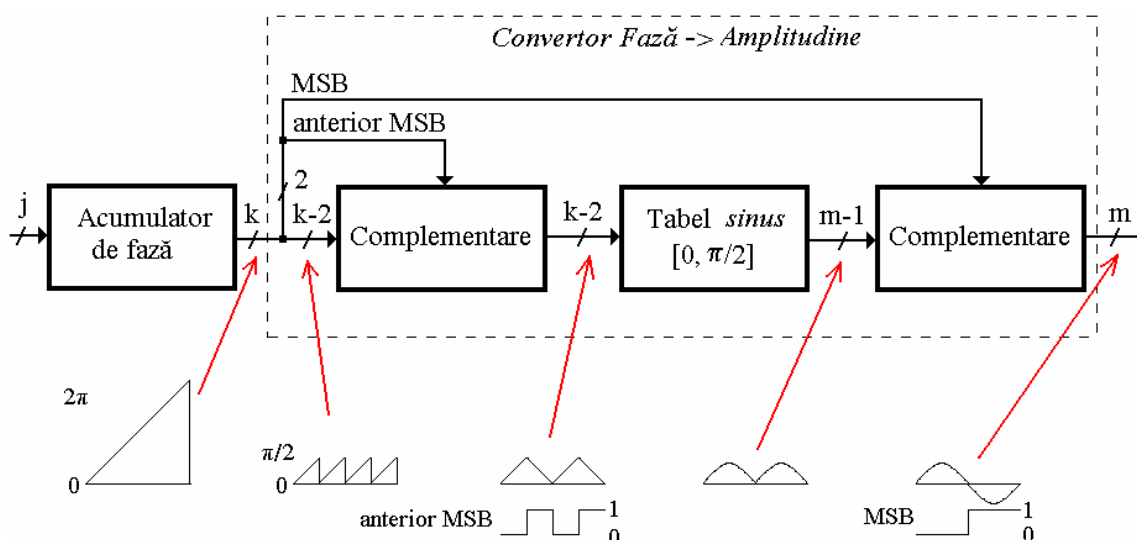 Convertor Fază -> Amplitudine
MSB
anterior MSB
2
j
Acumulator
de fază
k
k-2
Complementare
k-2
Tabel sinus
[0, π/2]
m-1
Complementare
m
2π
0
π/2
0
anterior MSB
1
0
MSB
1
0